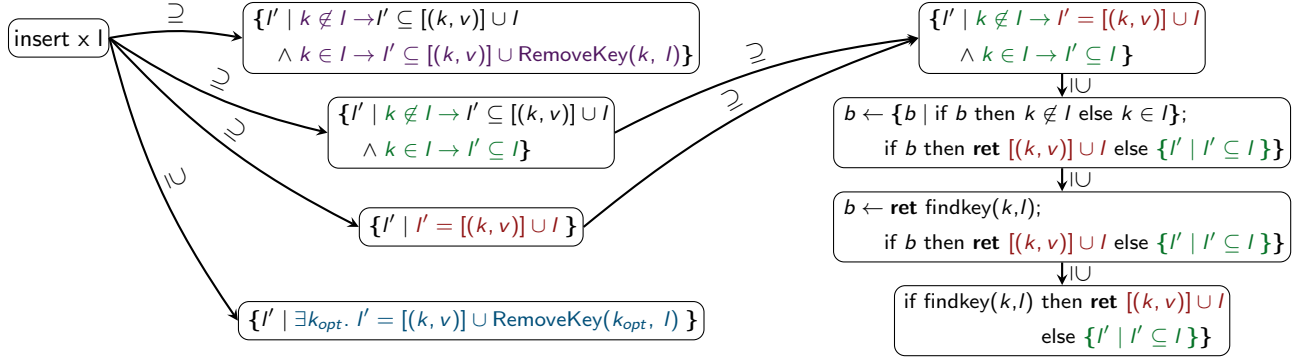 insert x l
⊇
{l′ | k ∉ l → l′ ⊆ [(k, v)] ∪ l
∧ k ∈ l → l′ ⊆ [(k, v)] ∪ RemoveKey(k, l)}
⊇
{l′ | k ∉ l → l′ ⊆ [(k, v)] ∪ l
∧ k ∈ l → l′ ⊆ l}
⊇
{l′ | l′ = [(k, v)] ∪ l }
⊇
{l′ | ∃k_opt. l′ = [(k, v)] ∪ RemoveKey(k_opt, l) }
⊇
⊇
{l′ | k ∉ l → l′ = [(k, v)] ∪ l
∧ k ∈ l → l′ ⊆ l }
⊇
b ← {b | if b then k ∉ l else k ∈ l};
if b then ret [(k, v)] ∪ l else {l′ | l′ ⊆ l }}
⊇
b ← ret findkey(k,l);
if b then ret [(k, v)] ∪ l else {l′ | l′ ⊆ l }}
⊇
if findkey(k,l) then ret [(k, v)] ∪ l
else {l′ | l′ ⊆ l }}